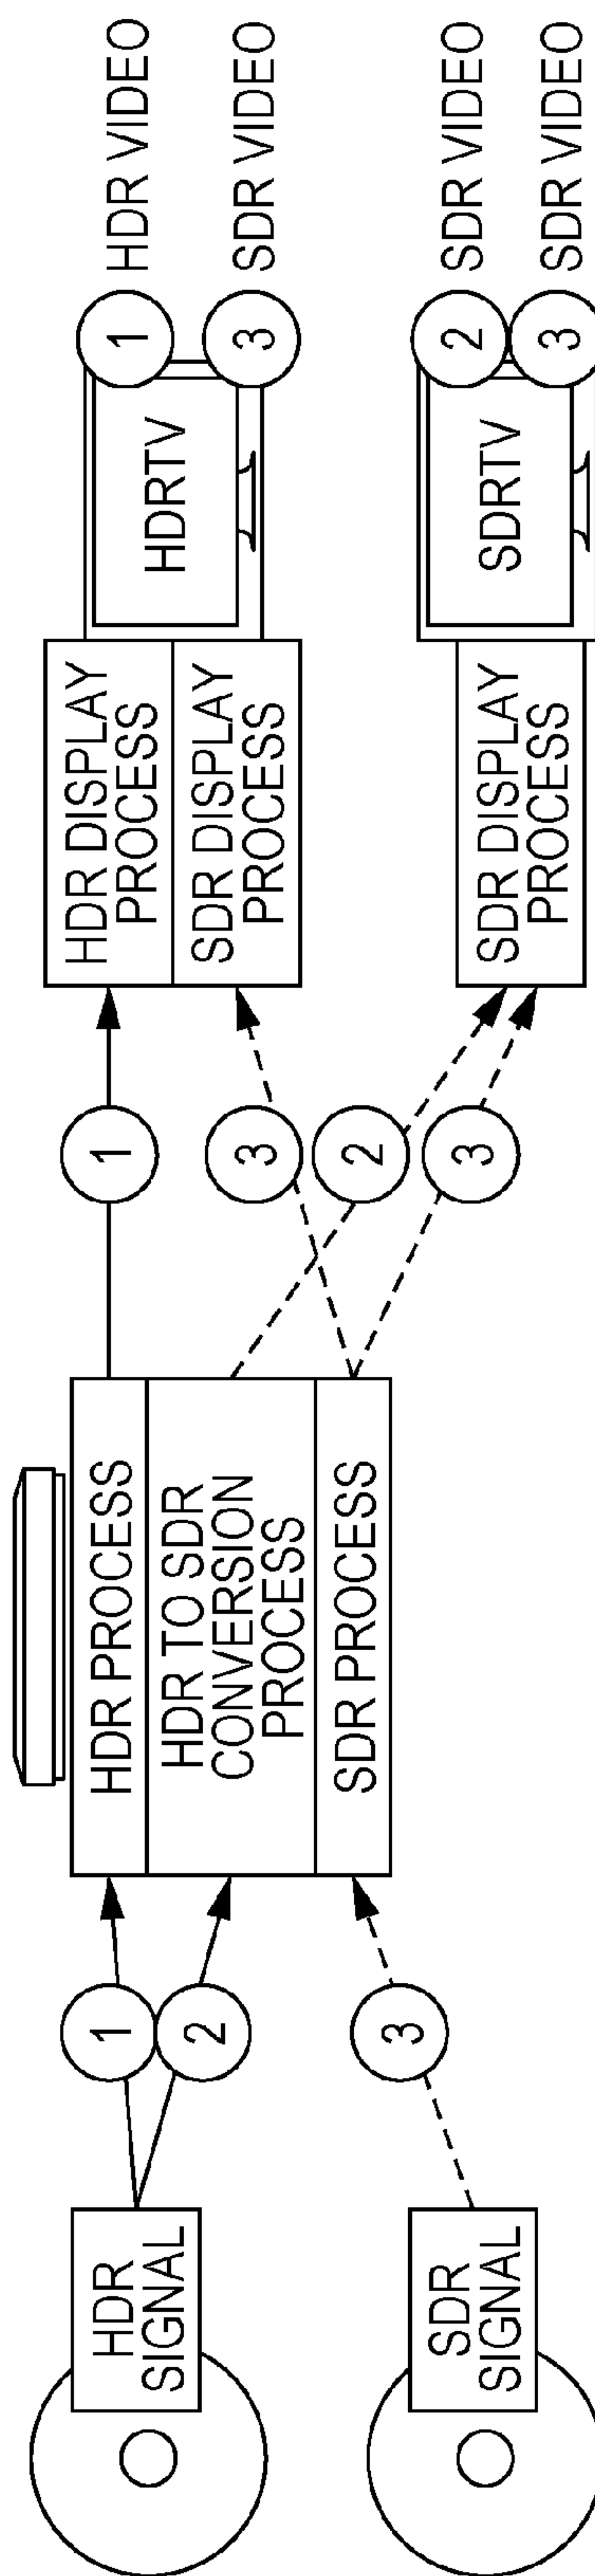 HDR
SIGNAL
SDR
SIGNAL
1
2
3
HDR PROCESS
HDR TO SDR
CONVERSION
PROCESS
SDR PROCESS
1
3
2
3
HDR DISPLAY
PROCESS
SDR DISPLAY
PROCESS
SDR DISPLAY
PROCESS
HDRTV
SDRTV
1
3
2
3
HDR VIDEO
SDR VIDEO
SDR VIDEO
SDR VIDEO